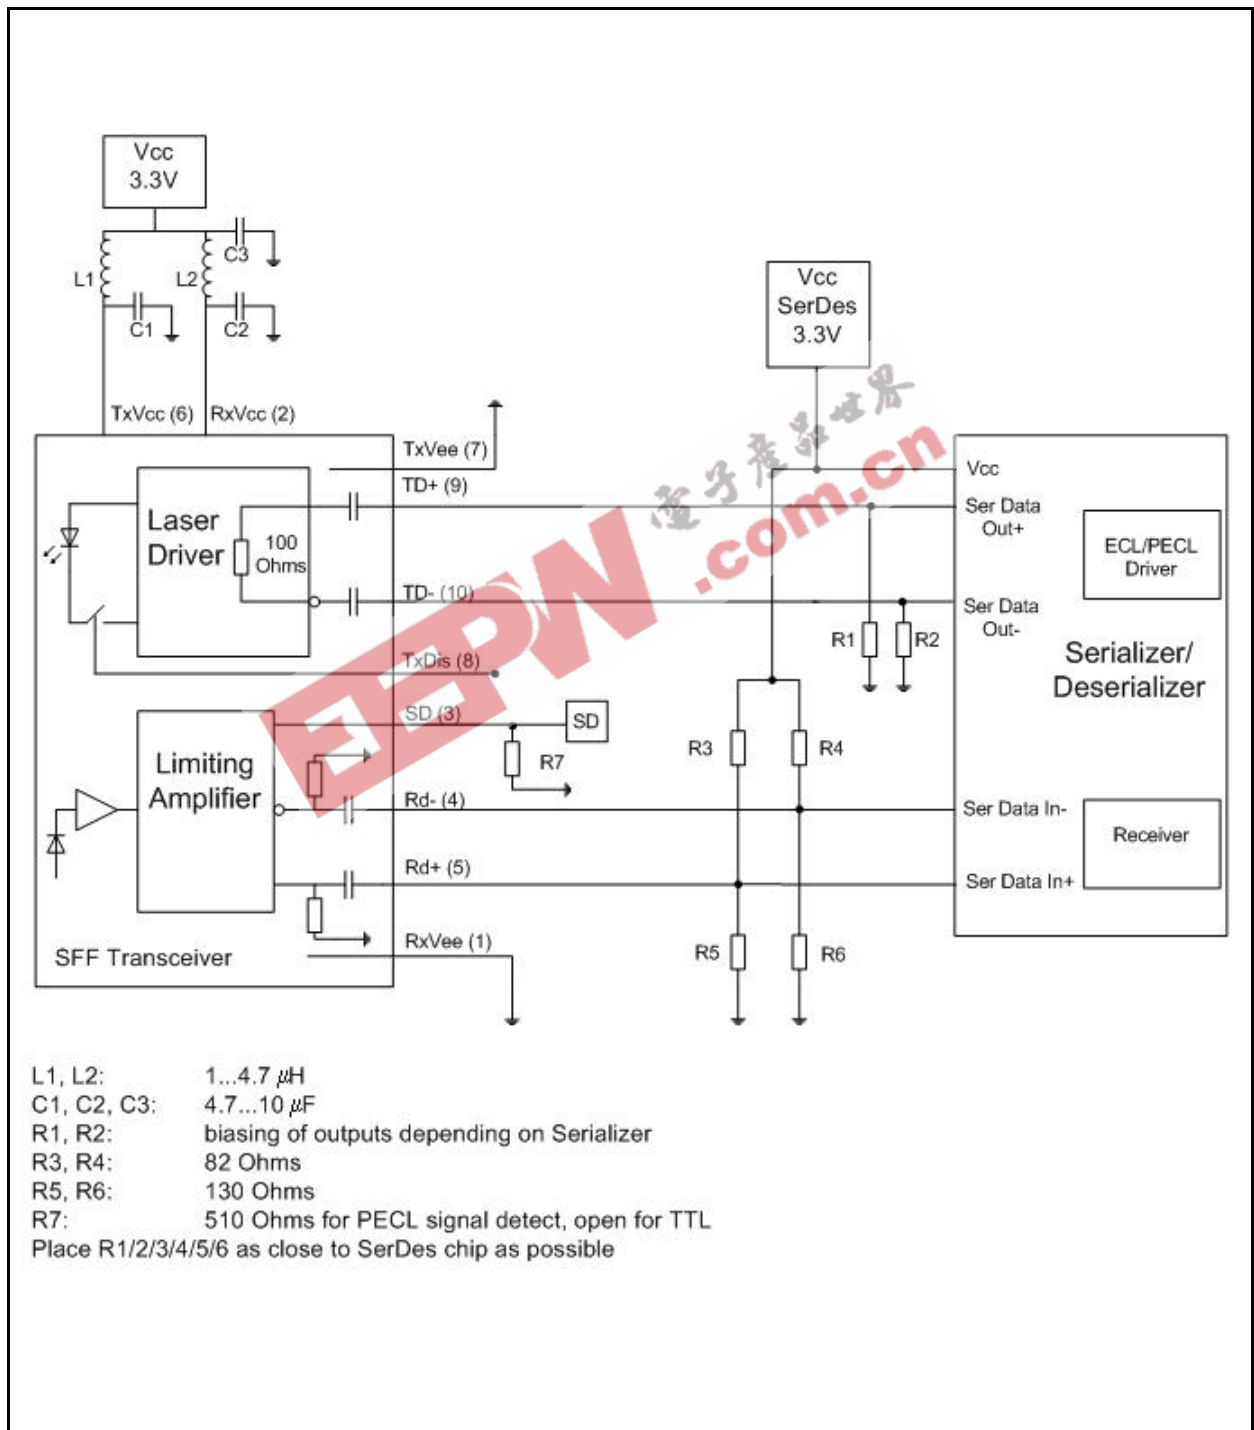 Vcc
3.3V
C3
L1
L2
C1
C2
Vcc
SerDes
3.3V
TxVcc (6)
RxVcc (2)
TxVee (7)
TD+ (9)
Laser
Driver
100
Ohms
TD- (10)
TxDis (8)
SD (3)
SD
R7
Limiting
Amplifier
Rd- (4)
Rd+ (5)
RxVee (1)
SFF Transceiver
Vcc
Ser Data
Out+
ECL/PECL
Driver
Ser Data
Out-
R1
R2
Serializer/
Deserializer
R3
R4
Ser Data In-
Receiver
Ser Data In+
R5
R6
EEPW
電子產品世界
.com.cn
L1, L2: 1...4.7 µH
C1, C2, C3: 4.7...10 µF
R1, R2: biasing of outputs depending on Serializer
R3, R4: 82 Ohms
R5, R6: 130 Ohms
R7: 510 Ohms for PECL signal detect, open for TTL
Place R1/2/3/4/5/6 as close to SerDes chip as possible